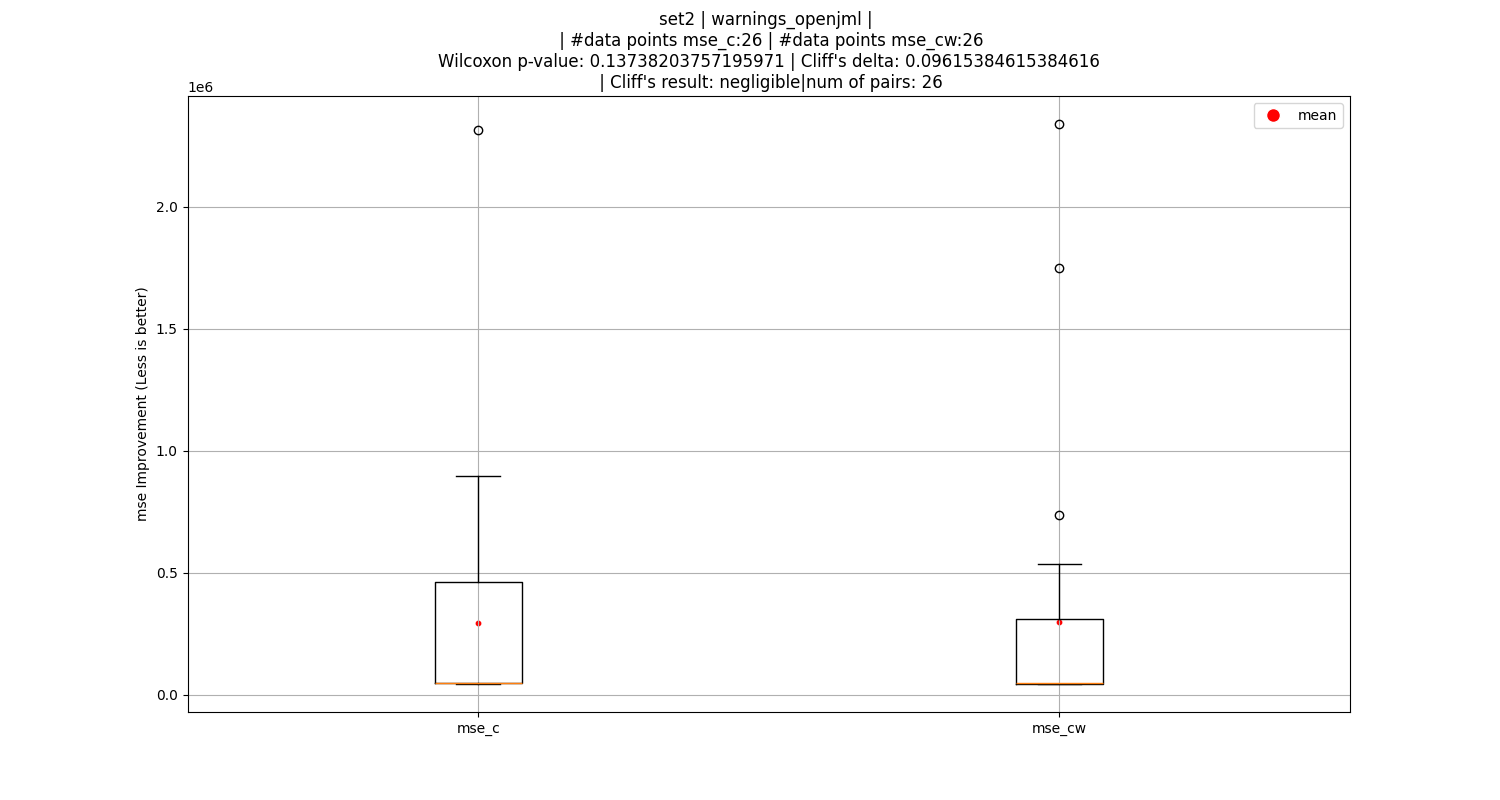 set2 | warnings_openjml |
| #data points mse_c:26 | #data points mse_cw:26
Wilcoxon p-value: 0.13738203757195971 | Cliff's delta: 0.09615384615384616
| Cliff's result: negligible|num of pairs: 26
1e6
mean
2.0
1.5
1.0
0.5
0.0
mse Improvement (Less is better)
mse_c
mse_cw